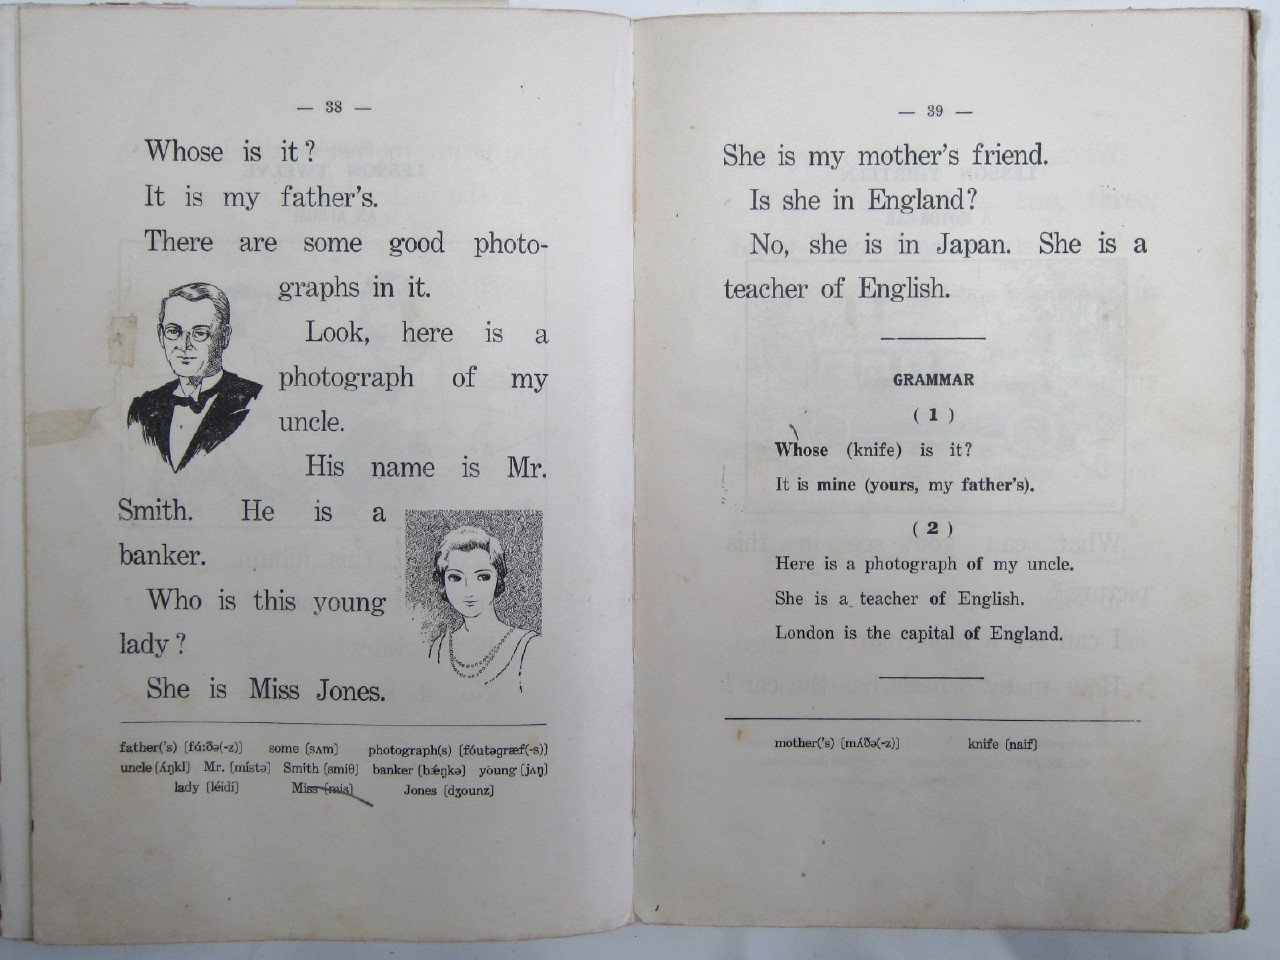 — 38 —
Whose is it?
It is my father's.
There are some good photo-
graphs in it.
Look, here is a
photograph of my
uncle.
His name is Mr.
Smith. He is a
banker.
Who is this young
lady?
She is Miss Jones.
father('s) [fáːðə(-z)] some [sʌm] photograph(s) [fóutəgræf(-s)]
uncle [ʌ́ŋkl] Mr. [místə] Smith [smiθ] banker [bǽŋkə] young [jʌŋ]
lady [léidi] Miss [mis] Jones [dʒounz]
— 39 —
She is my mother's friend.
Is she in England?
No, she is in Japan. She is a
teacher of English.
GRAMMAR
( 1 )
Whose (knife) is it?
It is mine (yours, my father's).
( 2 )
Here is a photograph of my uncle.
She is a teacher of English.
London is the capital of England.
mother('s) [mʌ́ðə(-z)] knife [naif]